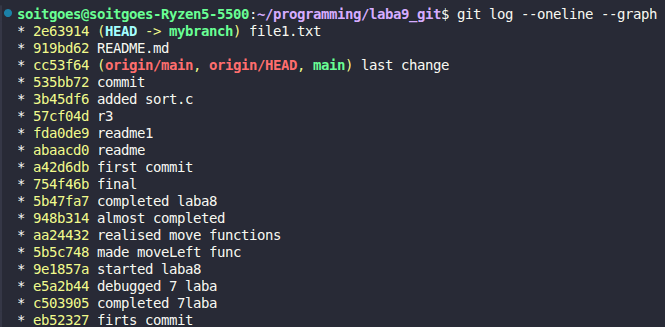 soitgoes@soitgoes-Ryzen5-5500:~/programming/laba9_git$ git log --oneline --graph
* 2e63914 (HEAD -> mybranch) file1.txt
* 919bd62 README.md
* cc53f64 (origin/main, origin/HEAD, main) last change
* 535bb72 commit
* 3b45df6 added sort.c
* 57cf04d r3
* fda0de9 readme1
* abaacd0 readme
* a42d6db first commit
* 754f46b final
* 5b47fa7 completed laba8
* 948b314 almost completed
* aa24432 realised move functions
* 5b5c748 made moveLeft func
* 9e1857a started laba8
* e5a2b44 debugged 7 laba
* c503905 completed 7laba
* eb52327 firts commit